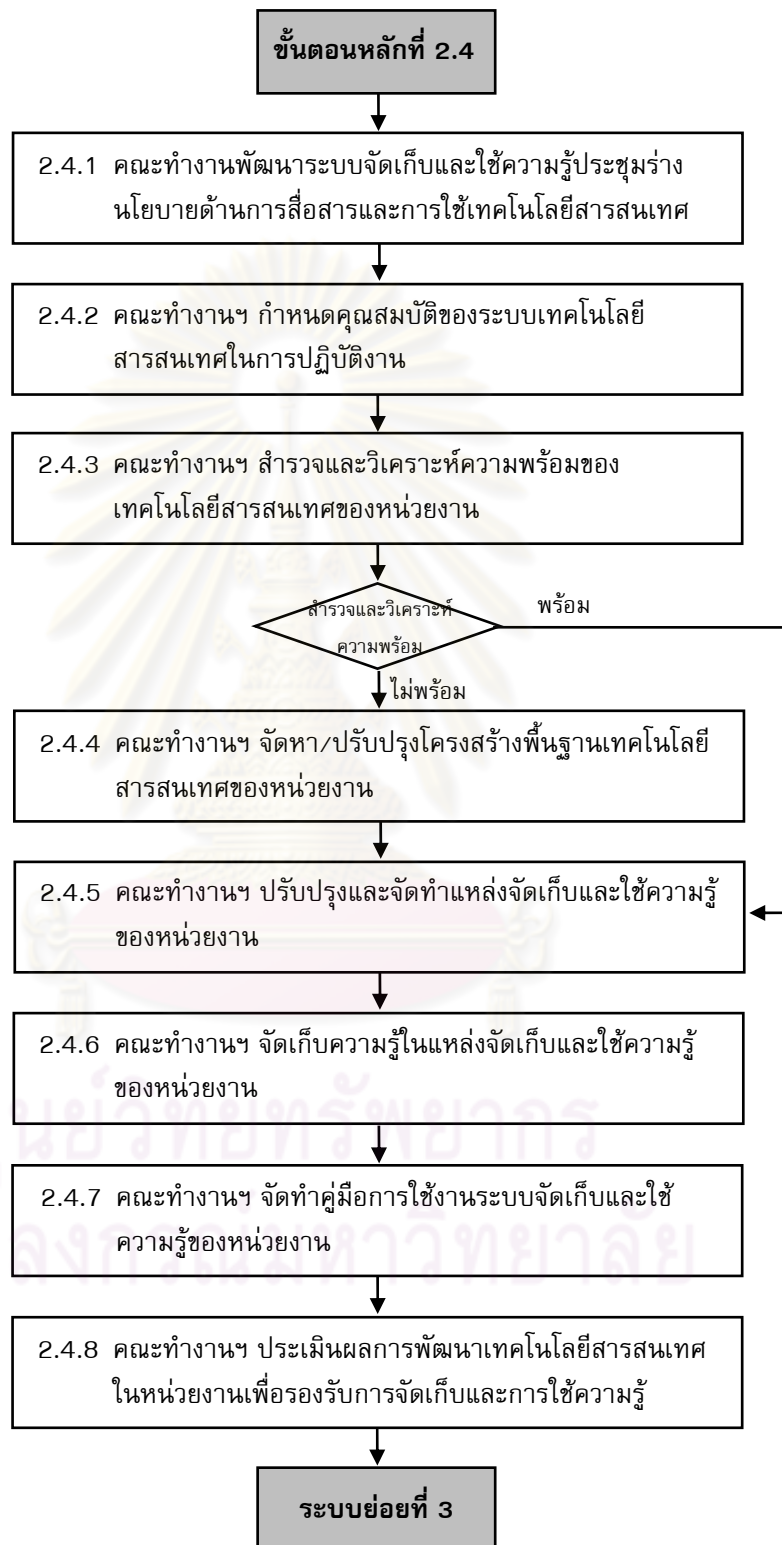 ขั้นตอนหลักที่ 2.4
2.4.1 คณะทำงานพัฒนาระบบจัดเก็บและใช้ความรู้ประชุมร่าง
นโยบายด้านการสื่อสารและการใช้เทคโนโลยีสารสนเทศ
2.4.2 คณะทำงานฯ กำหนดคุณสมบัติของระบบเทคโนโลยี
สารสนเทศในการปฏิบัติงาน
2.4.3 คณะทำงานฯ สำรวจและวิเคราะห์ความพร้อมของ
เทคโนโลยีสารสนเทศของหน่วยงาน
สำรวจและวิเคราะห์
ความพร้อม
พร้อม
ไม่พร้อม
2.4.4 คณะทำงานฯ จัดหา/ปรับปรุงโครงสร้างพื้นฐานเทคโนโลยี
สารสนเทศของหน่วยงาน
2.4.5 คณะทำงานฯ ปรับปรุงและจัดทำแหล่งจัดเก็บและใช้ความรู้
ของหน่วยงาน
2.4.6 คณะทำงานฯ จัดเก็บความรู้ในแหล่งจัดเก็บและใช้ความรู้
ของหน่วยงาน
นย์วิทยทรัพยากร
2.4.7 คณะทำงานฯ จัดทำคู่มือการใช้งานระบบจัดเก็บและใช้
ความรู้ของหน่วยงาน
ลงกรณ์มหาวิทยาลัย
2.4.8 คณะทำงานฯ ประเมินผลการพัฒนาเทคโนโลยีสารสนเทศ
ในหน่วยงานเพื่อรองรับการจัดเก็บและการใช้ความรู้
ระบบย่อยที่ 3